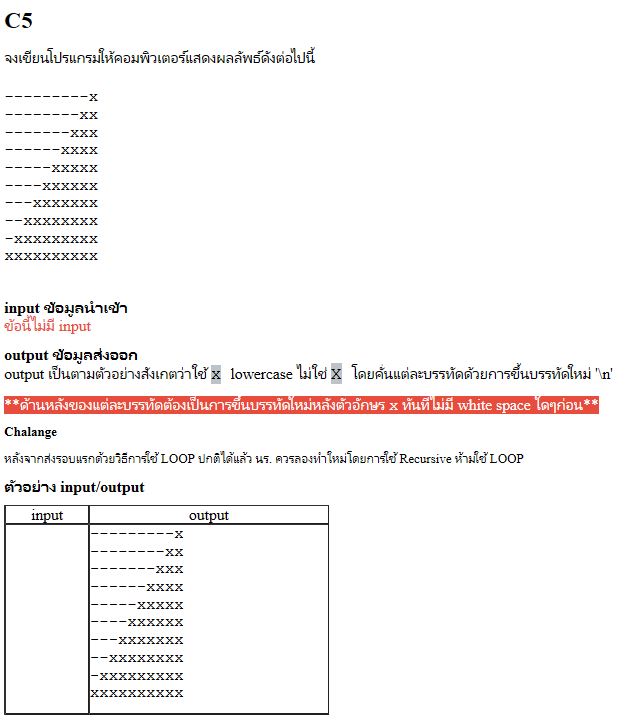 C5
จงเขียนโปรแกรมให้คอมพิวเตอร์แสดงผลลัพธ์ดังต่อไปนี้
---------x
--------xx
-------xxx
------xxxx
-----xxxxx
----xxxxxx
---xxxxxxx
--xxxxxxxx
-xxxxxxxxx
xxxxxxxxxx
input ข้อมูลนำเข้า
ข้อนี้ไม่มี input
output ข้อมูลส่งออก
output เป็นตามตัวอย่างสังเกตว่าใช้ x lowercase ไม่ใช่ X โดยคั่นแต่ละบรรทัดด้วยการขึ้นบรรทัดใหม่ '\n'
**ด้านหลังของแต่ละบรรทัดต้องเป็นการขึ้นบรรทัดใหม่หลังตัวอักษร x ทันทีไม่มี white space ใดๆก่อน**
Chalange
หลังจากส่งรอบแรกด้วยวิธีการใช้ LOOP ปกติได้แล้ว นร. ควรลองทำใหม่โดยการใช้ Recursive ห้ามใช้ LOOP
ตัวอย่าง input/output
input output
---------x
--------xx
-------xxx
------xxxx
-----xxxxx
----xxxxxx
---xxxxxxx
--xxxxxxxx
-xxxxxxxxx
xxxxxxxxxx